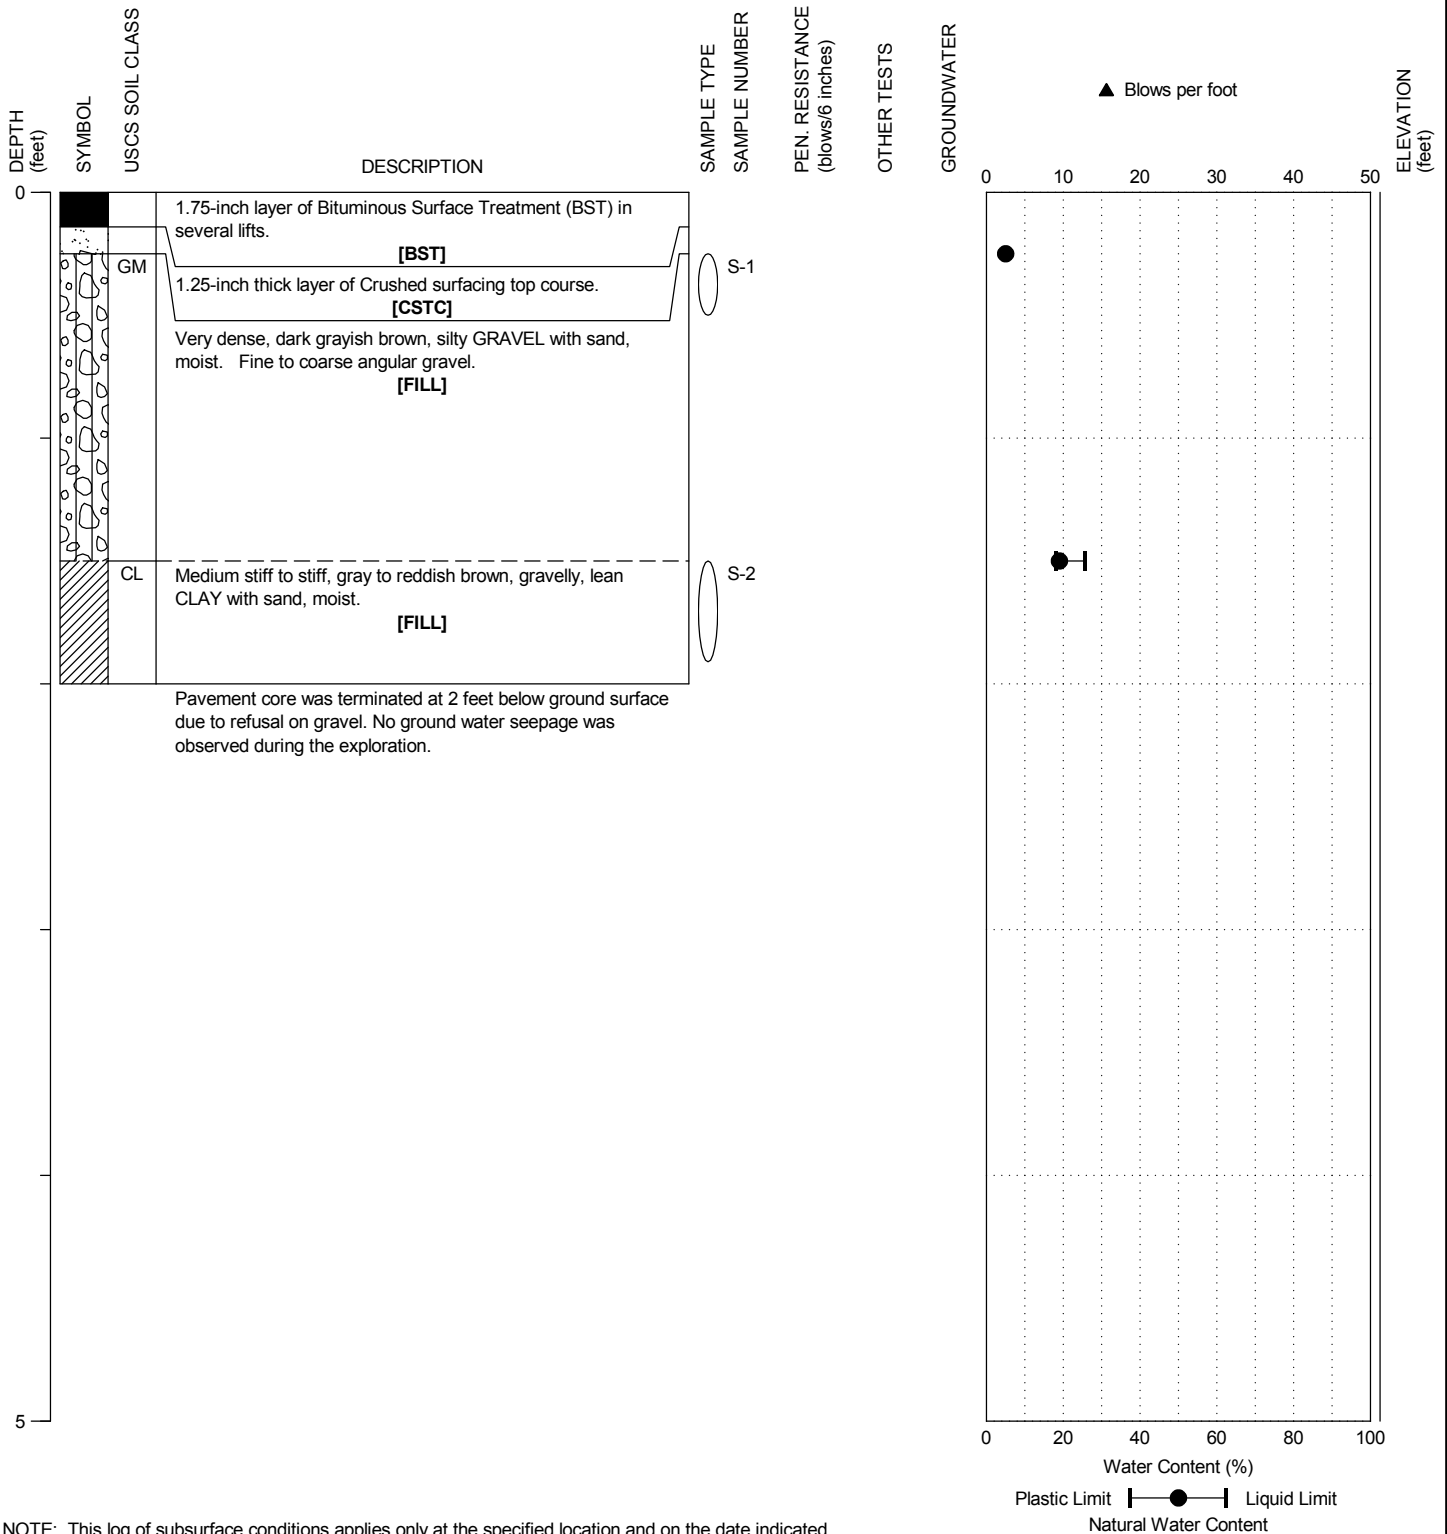 DEPTH
(feet)
SYMBOL
USCS SOIL CLASS
DESCRIPTION
SAMPLE TYPE
SAMPLE NUMBER
PEN. RESISTANCE
(blows/6 inches)
OTHER TESTS
GROUNDWATER
▲ Blows per foot
ELEVATION
(feet)
0 10 20 30 40 50
0
1.75-inch layer of Bituminous Surface Treatment (BST) in
several lifts.
[BST]
GM
S-1
1.25-inch thick layer of Crushed surfacing top course.
[CSTC]
Very dense, dark grayish brown, silty GRAVEL with sand,
moist. Fine to coarse angular gravel.
[FILL]
CL
S-2
Medium stiff to stiff, gray to reddish brown, gravelly, lean
CLAY with sand, moist.
[FILL]
Pavement core was terminated at 2 feet below ground surface
due to refusal on gravel. No ground water seepage was
observed during the exploration.
5
0 20 40 60 80 100
Water Content (%)
Plastic Limit Liquid Limit
Natural Water Content
NOTE: This log of subsurface conditions applies only at the specified location and on the date indicated